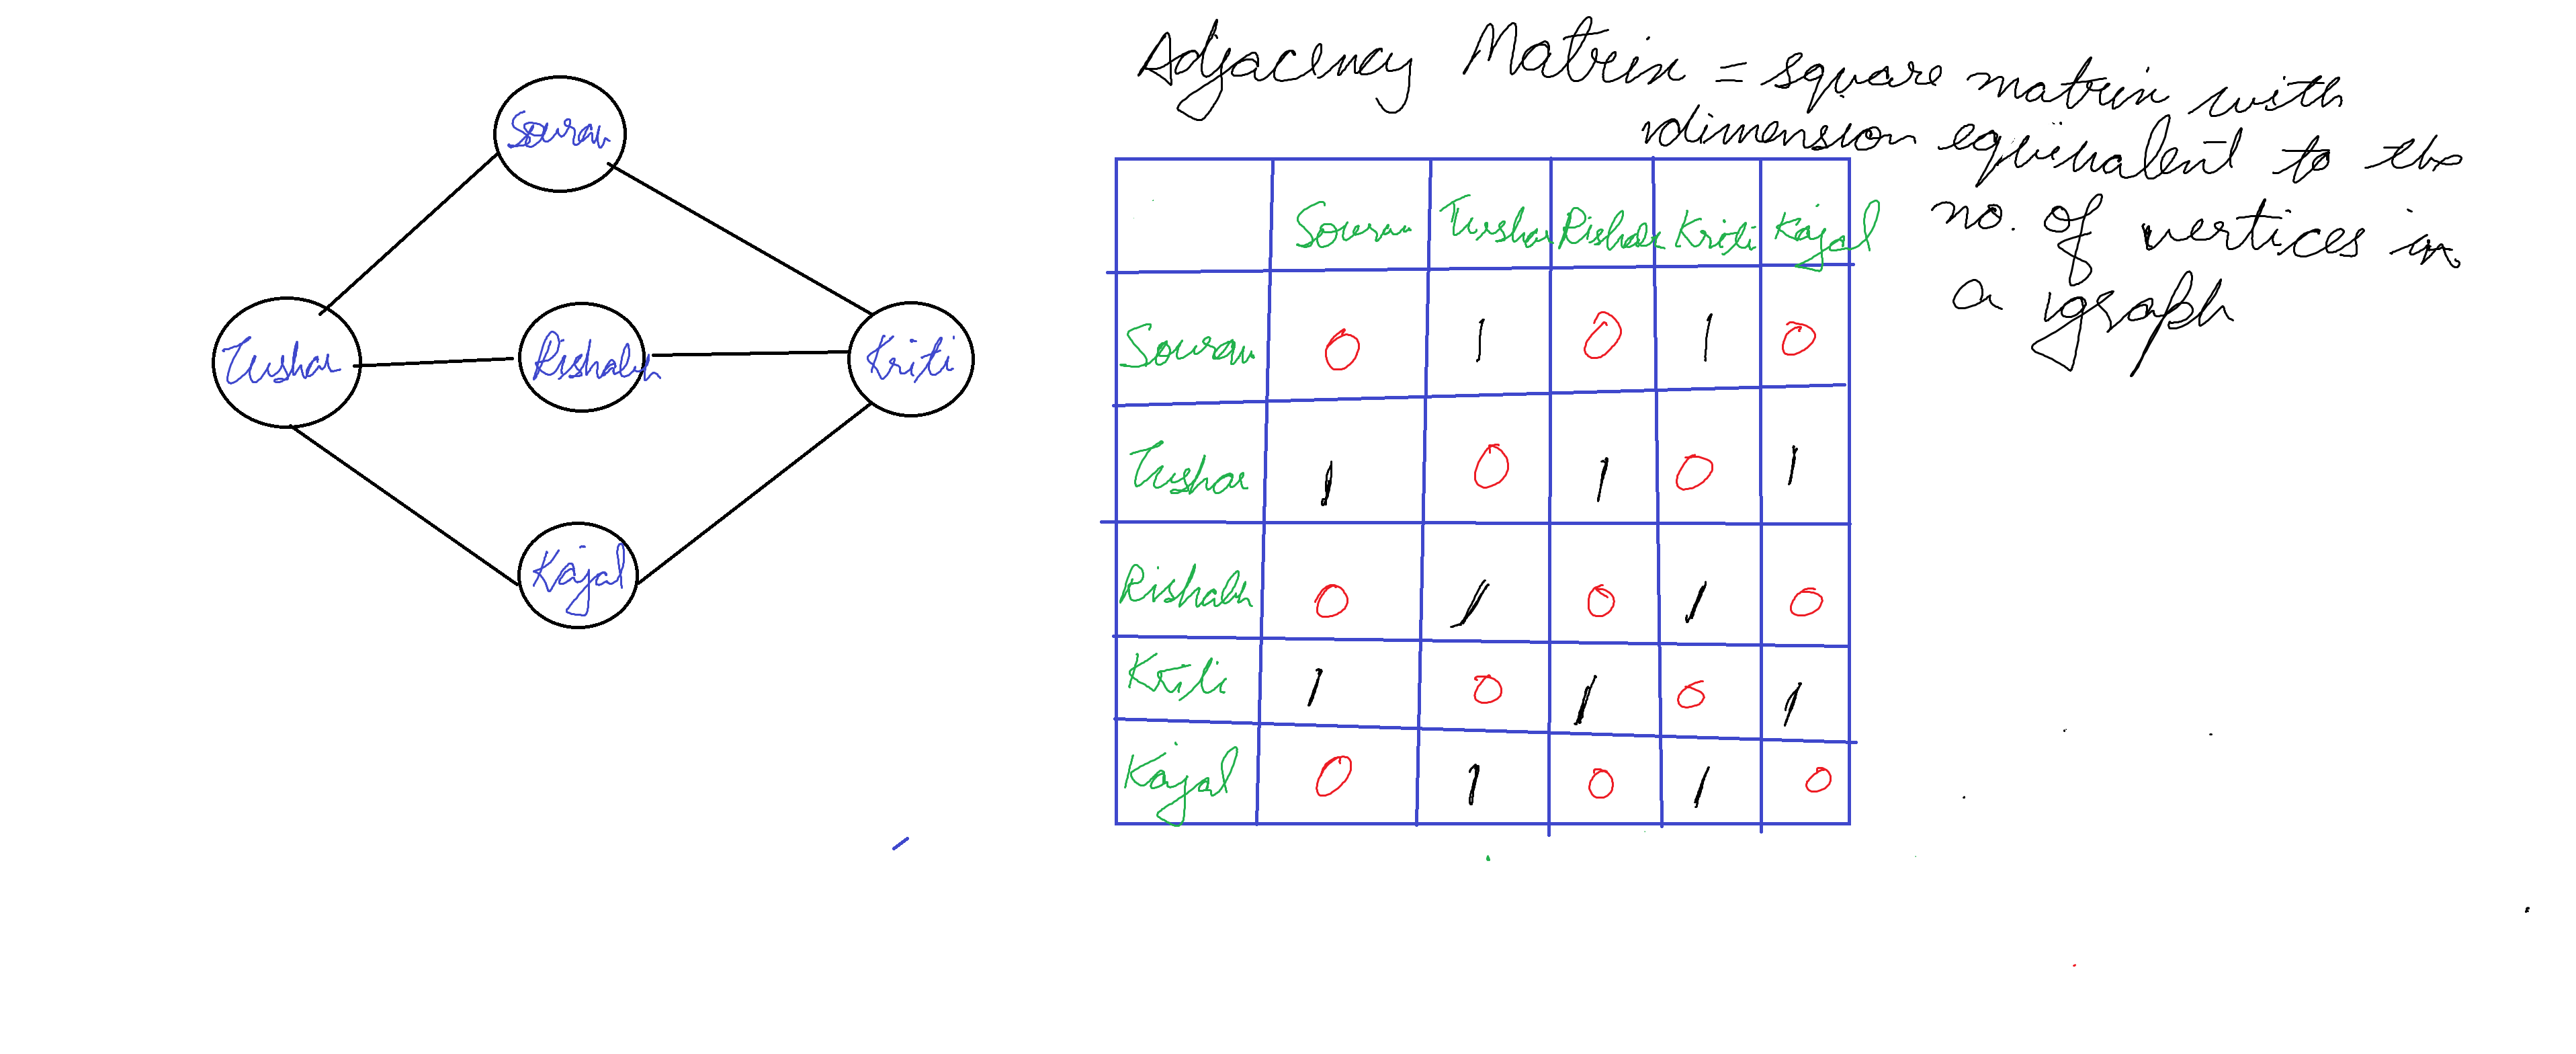 Adjacency Matrix = square matrix with
dimension equivalent to the
no. of vertices in
a graph
Sourav
Tushar Rishabh Kriti
Kajal
Sourav Tushar Rishabh Kriti Kajal
Sourav 0 1 0 1 0
Tushar 1 0 1 0 1
Rishabh 0 1 0 1 0
Kriti 1 0 1 0 1
Kajal 0 1 0 1 0